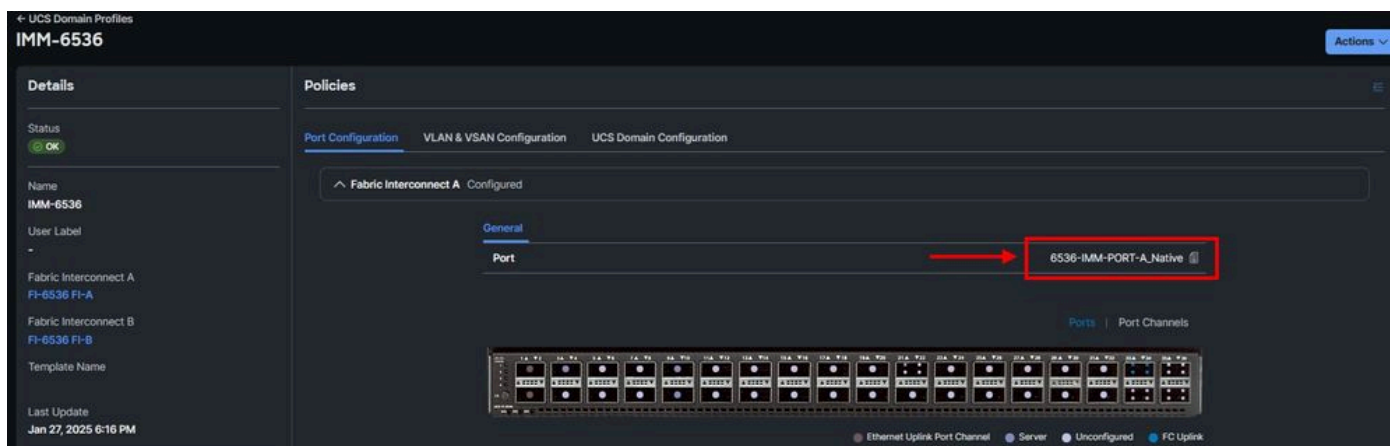 ← UCS Domain Profiles
IMM-6536
Actions
Details
Policies
Status
OK
Port Configuration VLAN & VSAN Configuration UCS Domain Configuration
Name
IMM-6536
Fabric Interconnect A Configured
User Label
-
General
Port 6536-IMM-PORT-A_Native
Fabric Interconnect A
FI-6536 FI-A
Fabric Interconnect B
FI-6536 FI-B
Ports | Port Channels
Template Name
Last Update
Jan 27, 2025 6:16 PM
Ethernet Uplink Port Channel Server Unconfigured FC Uplink